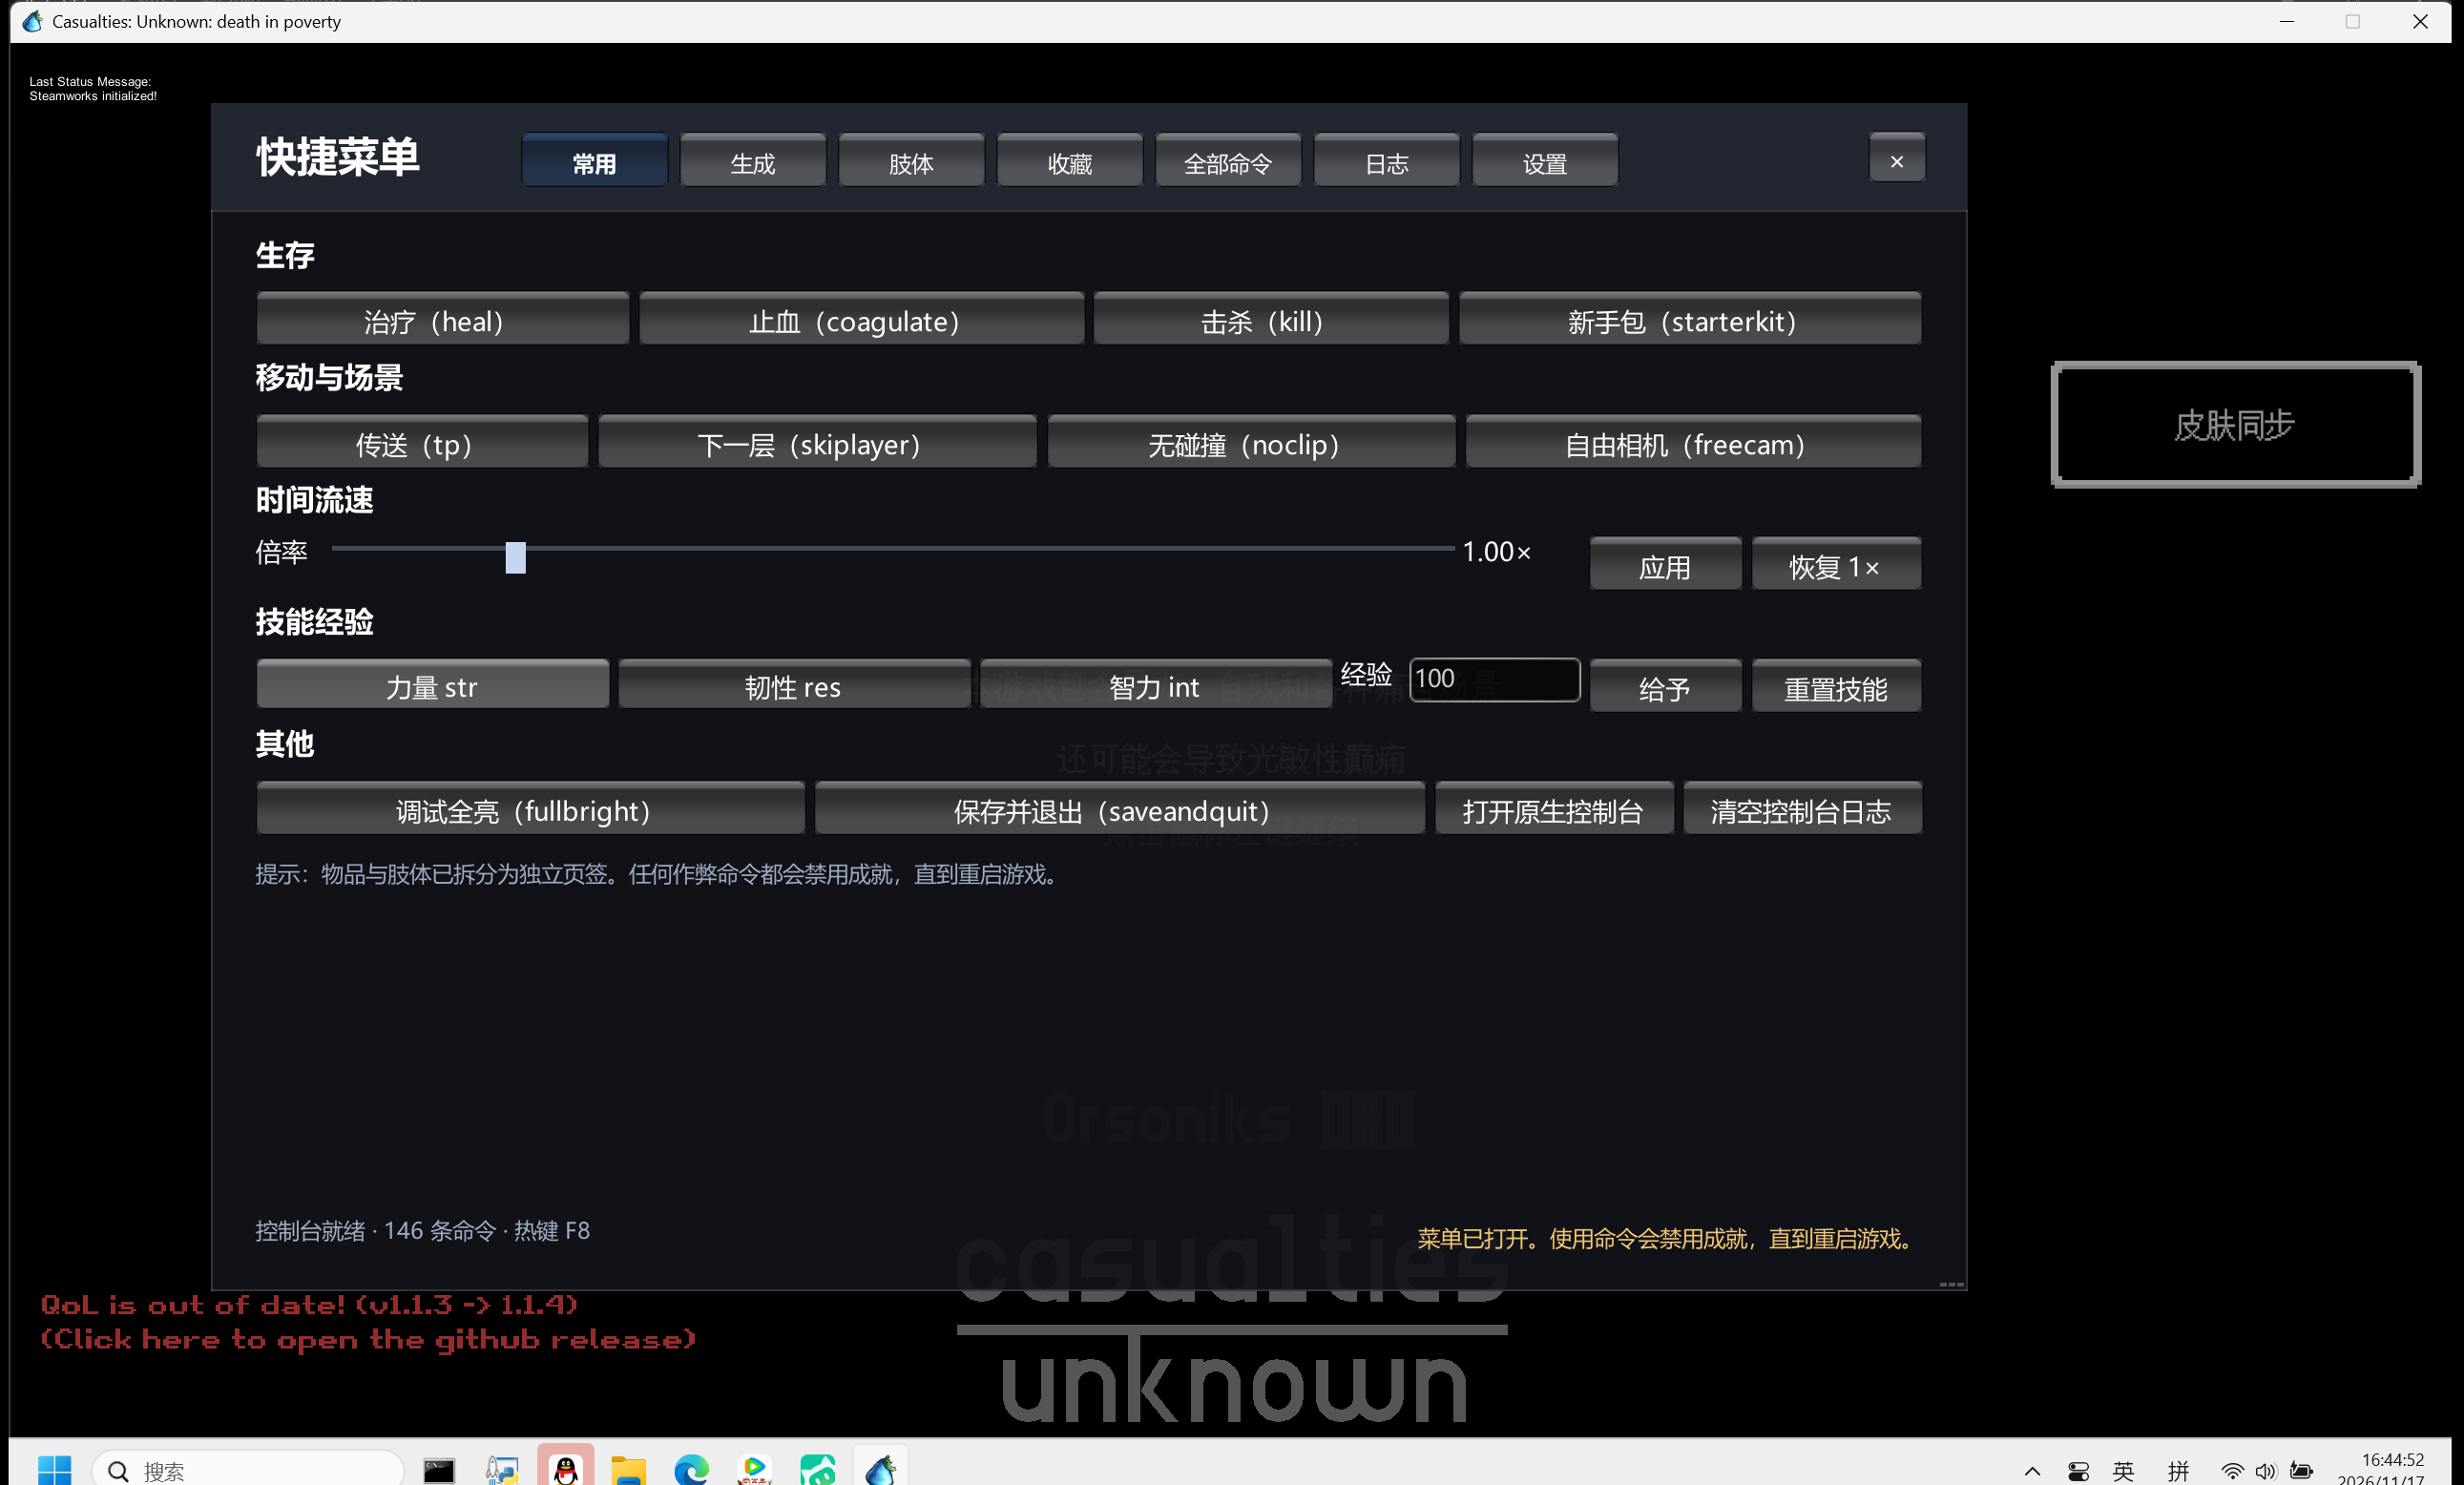 Casualties: Unknown: death in poverty
Last Status Message:
Steamworks initialized!
快捷菜单
常用
生成
肢体
收藏
全部命令
日志
设置
×
生存
治疗（heal）
止血（coagulate）
击杀（kill）
新手包（starterkit）
移动与场景
传送（tp）
下一层（skiplayer）
无碰撞（noclip）
自由相机（freecam）
皮肤同步
时间流速
倍率
1.00×
应用
恢复 1×
技能经验
力量 str
韧性 res
智力 int
经验
100
给予
重置技能
还可能会导致光敏性癫痫
其他
调试全亮（fullbright）
保存并退出（saveandquit）
打开原生控制台
清空控制台日志
点击鼠标左键继续
提示：物品与肢体已拆分为独立页签。任何作弊命令都会禁用成就，直到重启游戏。
Orsoniks
控制台就绪 · 146 条命令 · 热键 F8
菜单已打开。使用命令会禁用成就，直到重启游戏。
casualties
unknown
QoL is out of date! (v1.1.3 -> 1.1.4)
(Click here to open the github release)
搜索
英
拼
16:44:52
2026/11/17